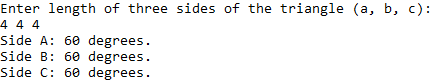 Enter length of three sides of the triangle (a, b, c):
4 4 4
Side A: 60 degrees.
Side B: 60 degrees.
Side C: 60 degrees.